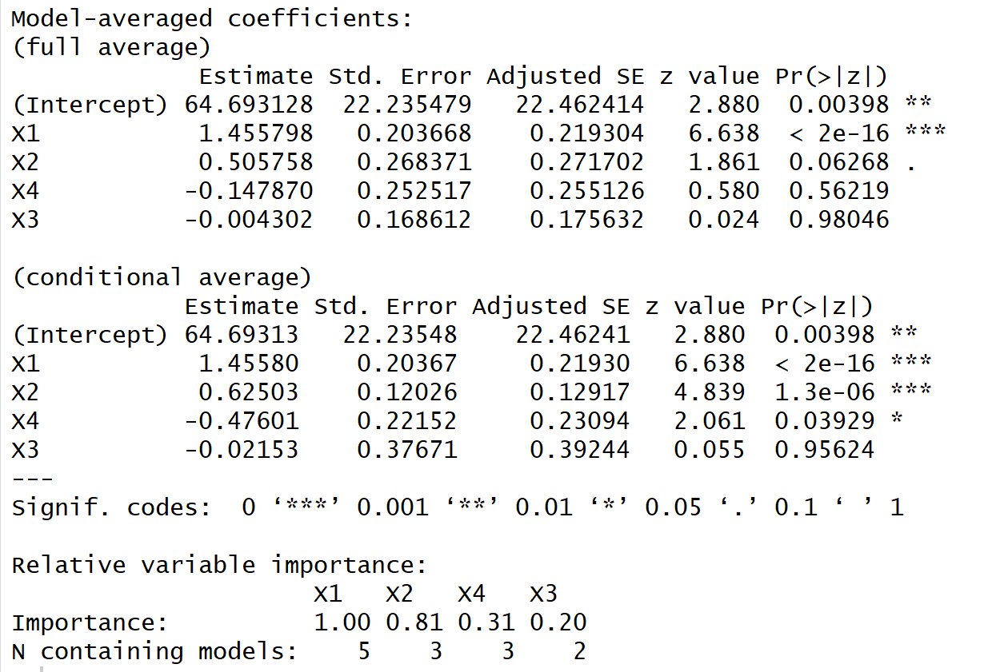 Model-averaged coefficients:
(full average)
             Estimate Std. Error Adjusted SE z value Pr(>|z|)
(Intercept) 64.693128  22.235479   22.462414   2.880  0.00398 **
X1           1.455798   0.203668    0.219304   6.638  < 2e-16 ***
X2           0.505758   0.268371    0.271702   1.861  0.06268 .
X4          -0.147870   0.252517    0.255126   0.580  0.56219
X3          -0.004302   0.168612    0.175632   0.024  0.98046
(conditional average)
            Estimate Std. Error Adjusted SE z value Pr(>|z|)
(Intercept) 64.69313   22.23548    22.46241   2.880  0.00398 **
X1           1.45580    0.20367     0.21930   6.638  < 2e-16 ***
X2           0.62503    0.12026     0.12917   4.839  1.3e-06 ***
X4          -0.47601    0.22152     0.23094   2.061  0.03929 *
X3          -0.02153    0.37671     0.39244   0.055  0.95624
---
Signif. codes:  0 ‘***’ 0.001 ‘**’ 0.01 ‘*’ 0.05 ‘.’ 0.1 ‘ ’ 1
Relative variable importance:
                     X1   X2   X4   X3
Importance:          1.00 0.81 0.31 0.20
N containing models:    5    3    3    2